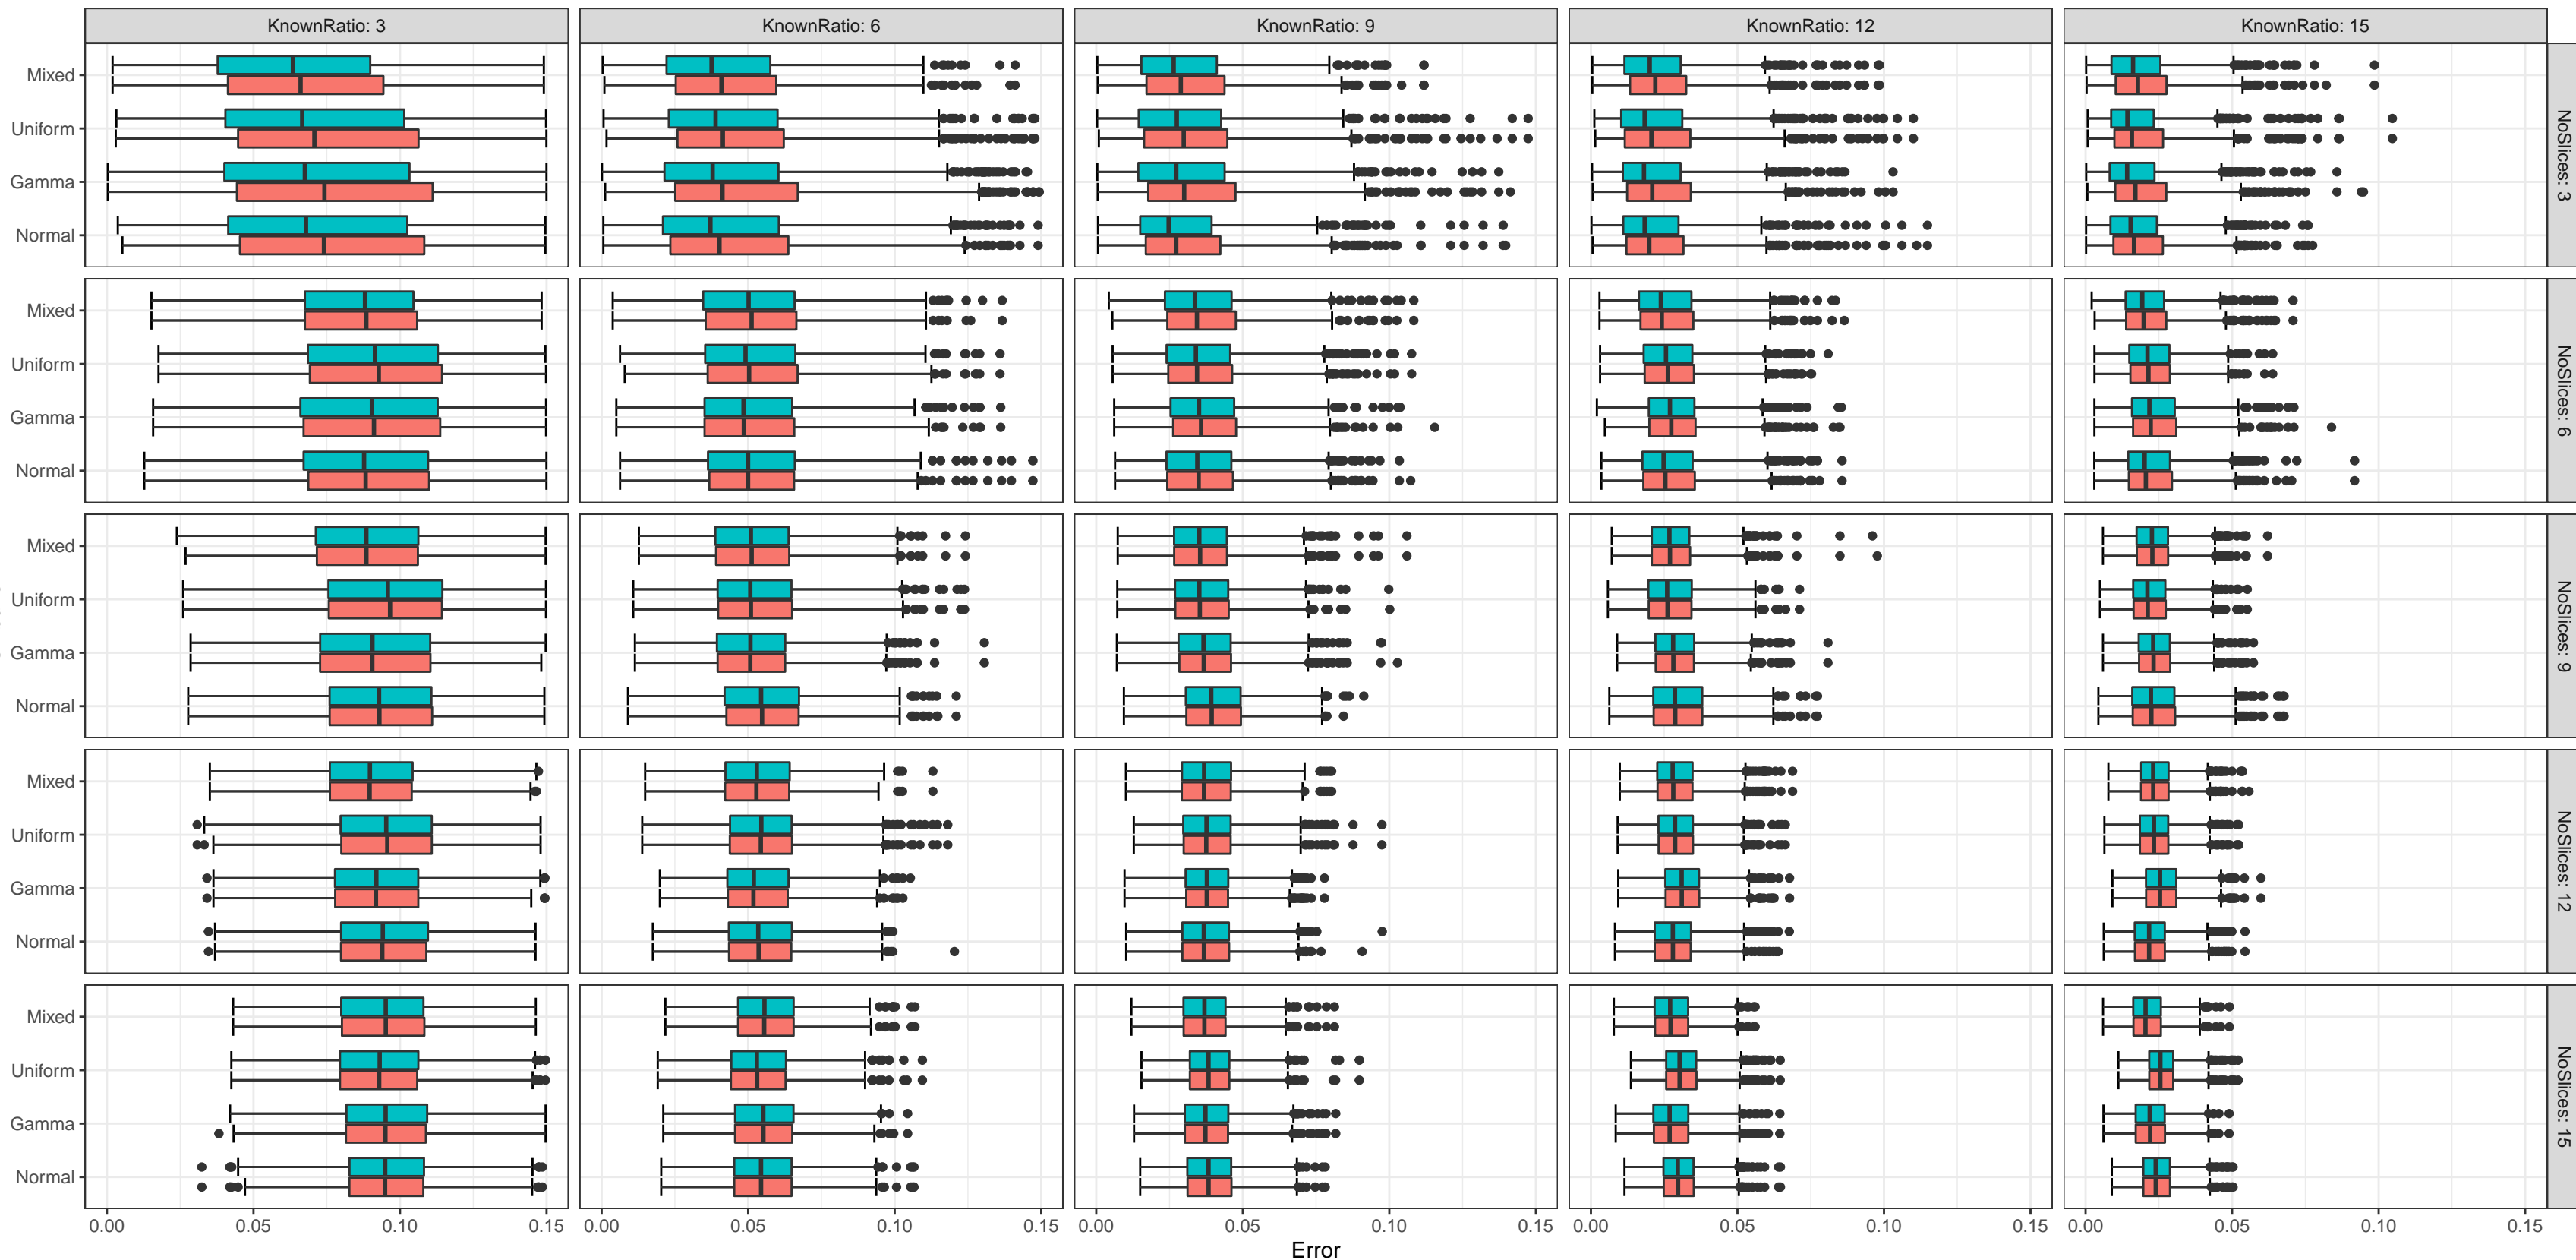 KnownRatio: 3 KnownRatio: 6 KnownRatio: 9 KnownRatio: 12 KnownRatio: 15
Mixed
Uniform
Gamma
Normal
NoSlices: 3
Mixed
Uniform
Gamma
Normal
NoSlices: 6
Mixed
Uniform
Gamma
Normal
NoSlices: 9
Mixed
Uniform
Gamma
Normal
NoSlices: 12
Mixed
Uniform
Gamma
Normal
NoSlices: 15
0.00 0.05 0.10 0.15 0.00 0.05 0.10 0.15 0.00 0.05 0.10 0.15 0.00 0.05 0.10 0.15 0.00 0.05 0.10 0.15
Error